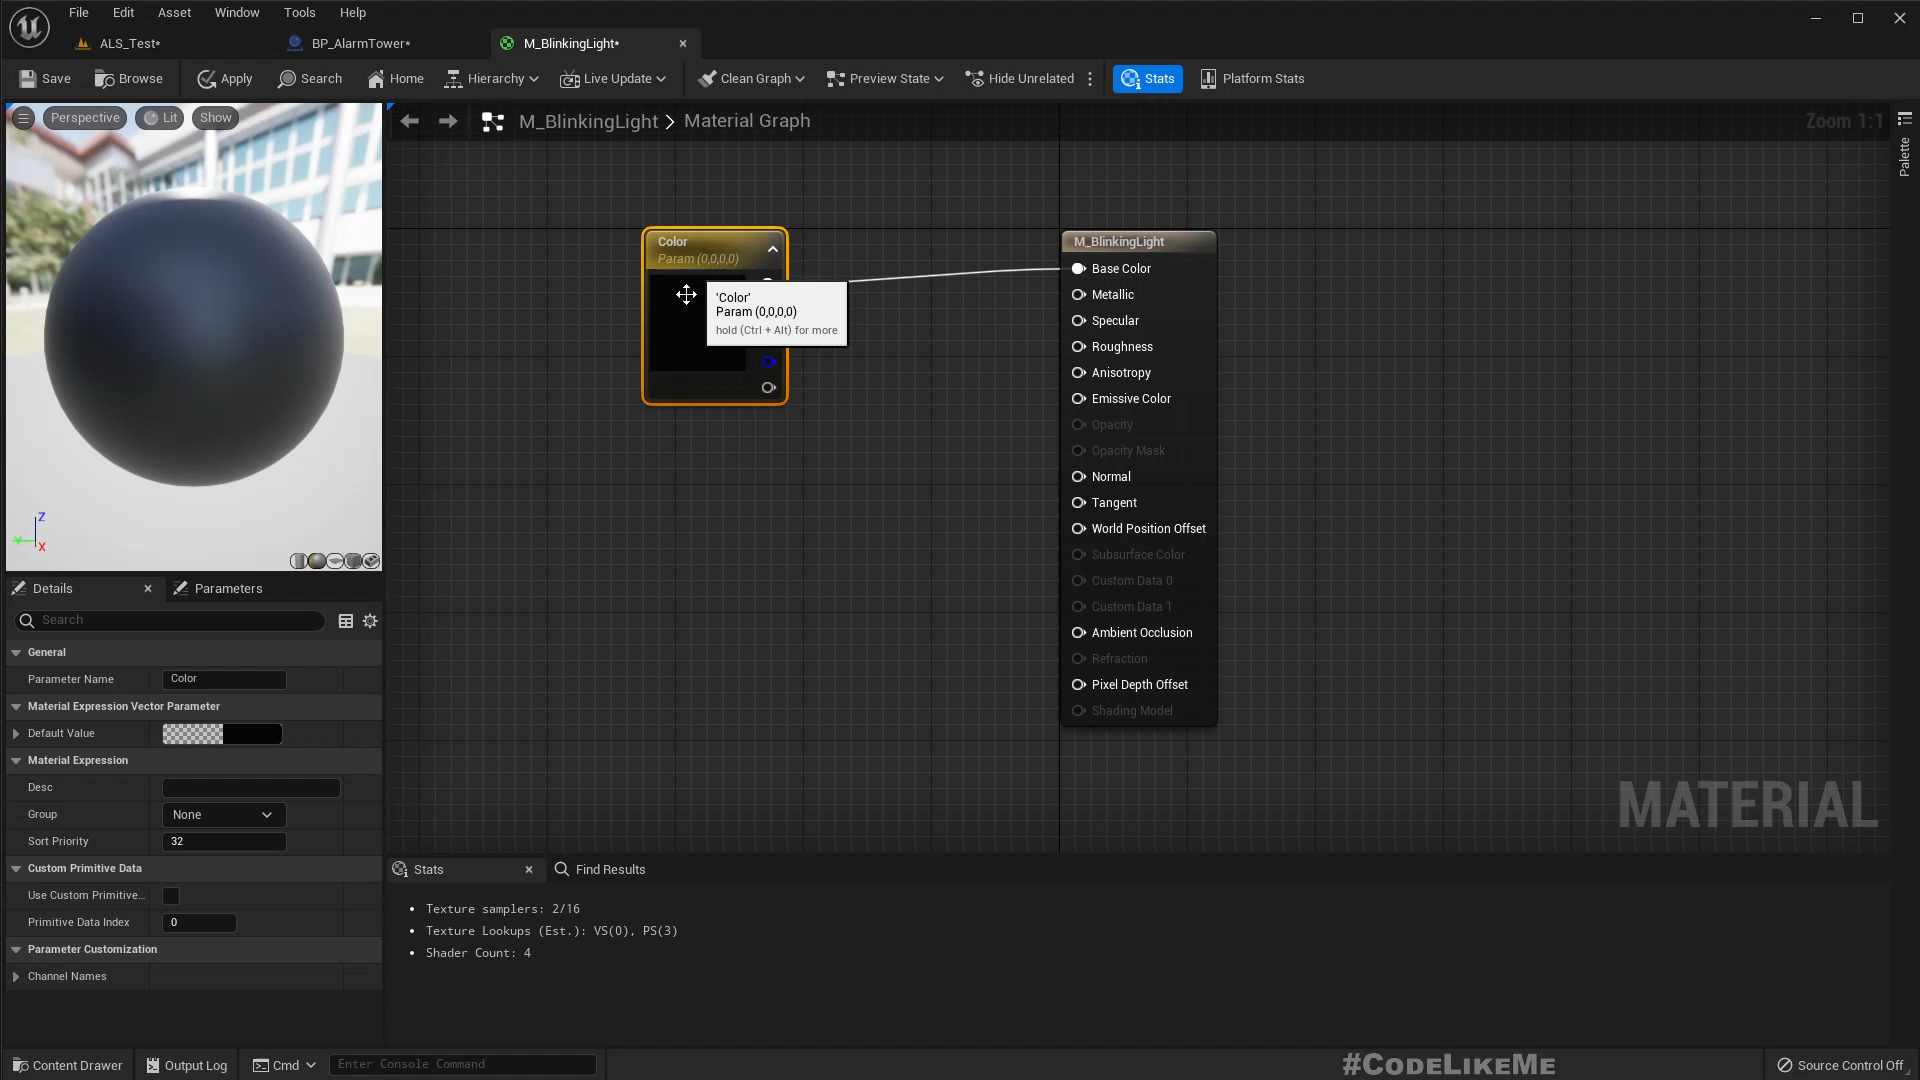 File Edit Asset Window Tools Help
ALS_Test* BP_AlarmTower* M_BlinkingLight*
Save Browse Apply Search Home Hierarchy Live Update Clean Graph Preview State Hide Unrelated Stats Platform Stats
Perspective Lit Show
M_BlinkingLight > Material Graph
Zoom 1:1
Palette
Color
Param (0,0,0,0)
'Color'
Param (0,0,0,0)
hold (Ctrl + Alt) for more
M_BlinkingLight
Base Color
Metallic
Specular
Roughness
Anisotropy
Emissive Color
Opacity
Opacity Mask
Normal
Tangent
World Position Offset
Subsurface Color
Custom Data 0
Custom Data 1
Ambient Occlusion
Refraction
Pixel Depth Offset
Shading Model
MATERIAL
Z
Y
X
Details Parameters
Search
General
Parameter Name Color
Material Expression Vector Parameter
Default Value
Material Expression
Desc
Group None
Sort Priority 32
Custom Primitive Data
Use Custom Primitive...
Primitive Data Index 0
Parameter Customization
Channel Names
Stats Find Results
• Texture samplers: 2/16
• Texture Lookups (Est.): VS(0), PS(3)
• Shader Count: 4
Content Drawer Output Log Cmd Enter Console Command
#CodeLikeMe
Source Control Off